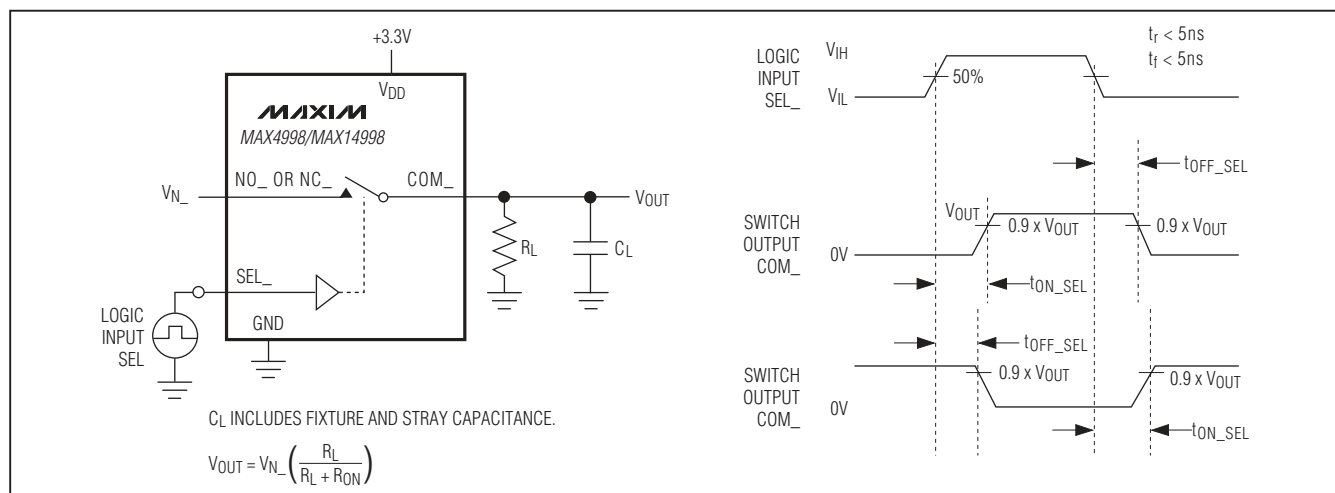 +3.3V
VDD
MAXIM
MAX4998/MAX14998
VN_
NO_ OR NC_
COM_
VOUT
RL
CL
SEL_
LOGIC
INPUT
SEL
GND
CL INCLUDES FIXTURE AND STRAY CAPACITANCE.
VOUT = VN_ ( RL / RL + RON )
LOGIC
INPUT
SEL_
VIH
VIL
50%
tr < 5ns
tf < 5ns
tOFF_SEL
SWITCH
OUTPUT
COM_
VOUT
0V
0.9 x VOUT
0.9 x VOUT
tON_SEL
tOFF_SEL
SWITCH
OUTPUT
COM_
0V
0.9 x VOUT
0.9 x VOUT
tON_SEL